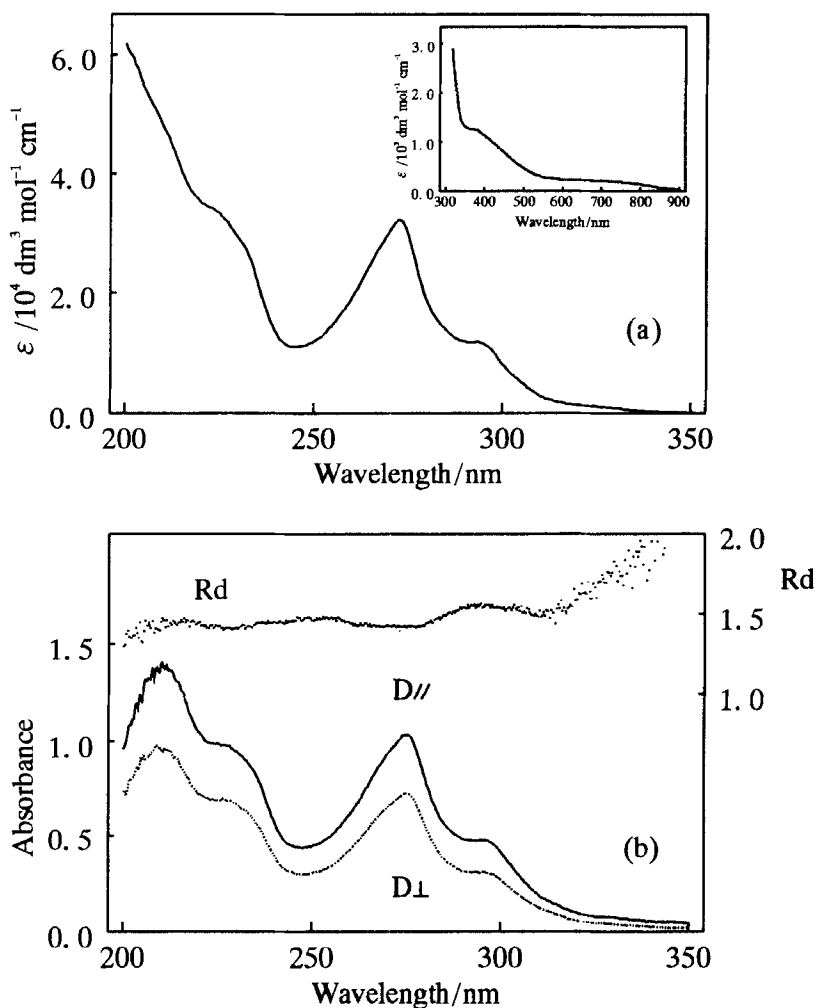 ε /10⁴ dm³ mol⁻¹ cm⁻¹
6.0
4.0
2.0
0.0
200
250
300
350
Wavelength/nm
(a)
ε /10³ dm³ mol⁻¹ cm⁻¹
3.0
2.0
1.0
0.0
300 400 500 600 700 800 900
Wavelength/nm
Absorbance
1.5
1.0
0.5
0.0
Rd
D//
D⊥
(b)
2.0
1.5
1.0
Rd
200
250
300
350
Wavelength/nm